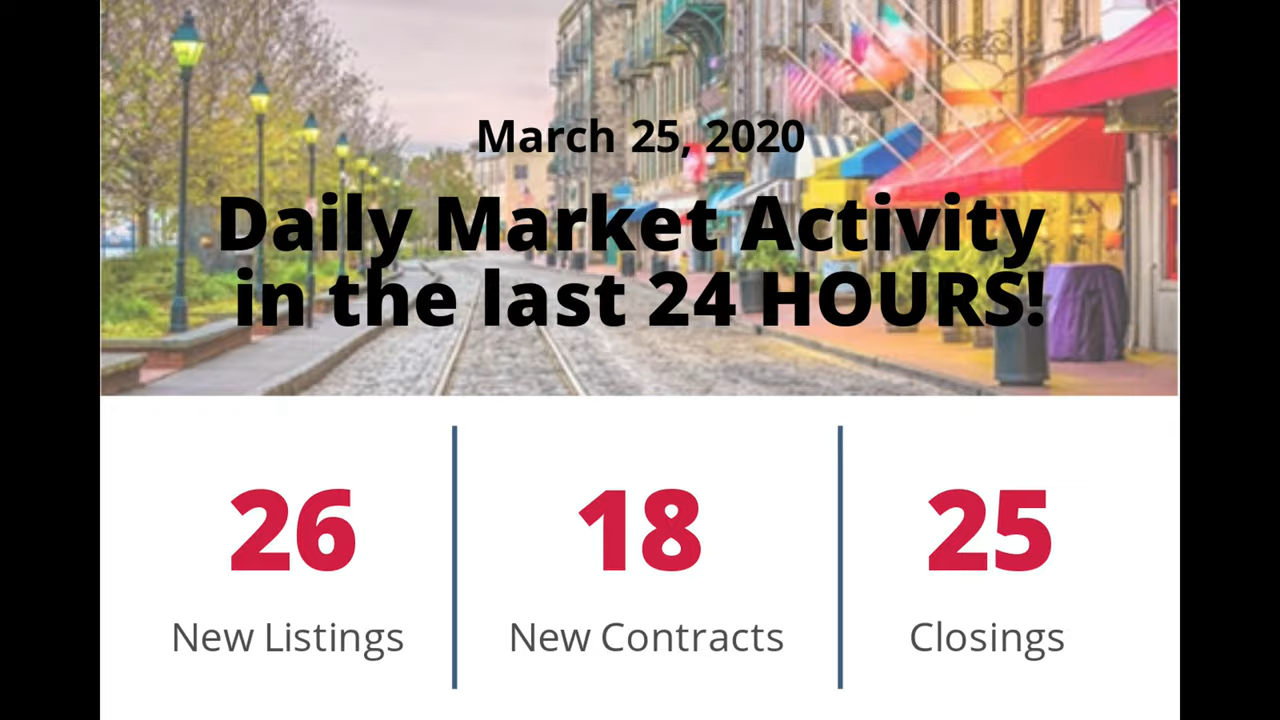 March 25, 2020
Daily Market Activity
in the last 24 HOURS!
26
New Listings
18
New Contracts
25
Closings